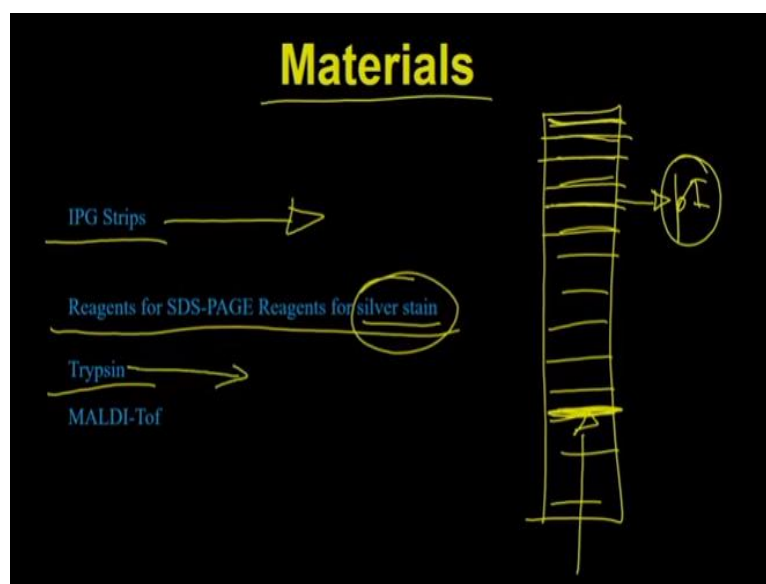 Materials
IPG Strips
pI
Reagents for SDS-PAGE Reagents for silver stain
Trypsin
MALDI-Tof